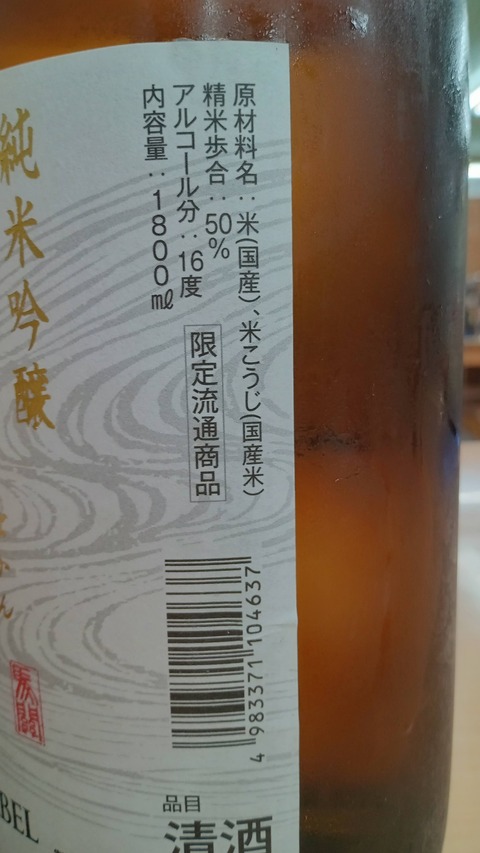 原材料名：米(国産)、米こうじ(国産米)
精米歩合：50%
アルコール分：16度
内容量：1800㎖
限定流通商品
純米吟醸
4 983371 104637
品目
清酒